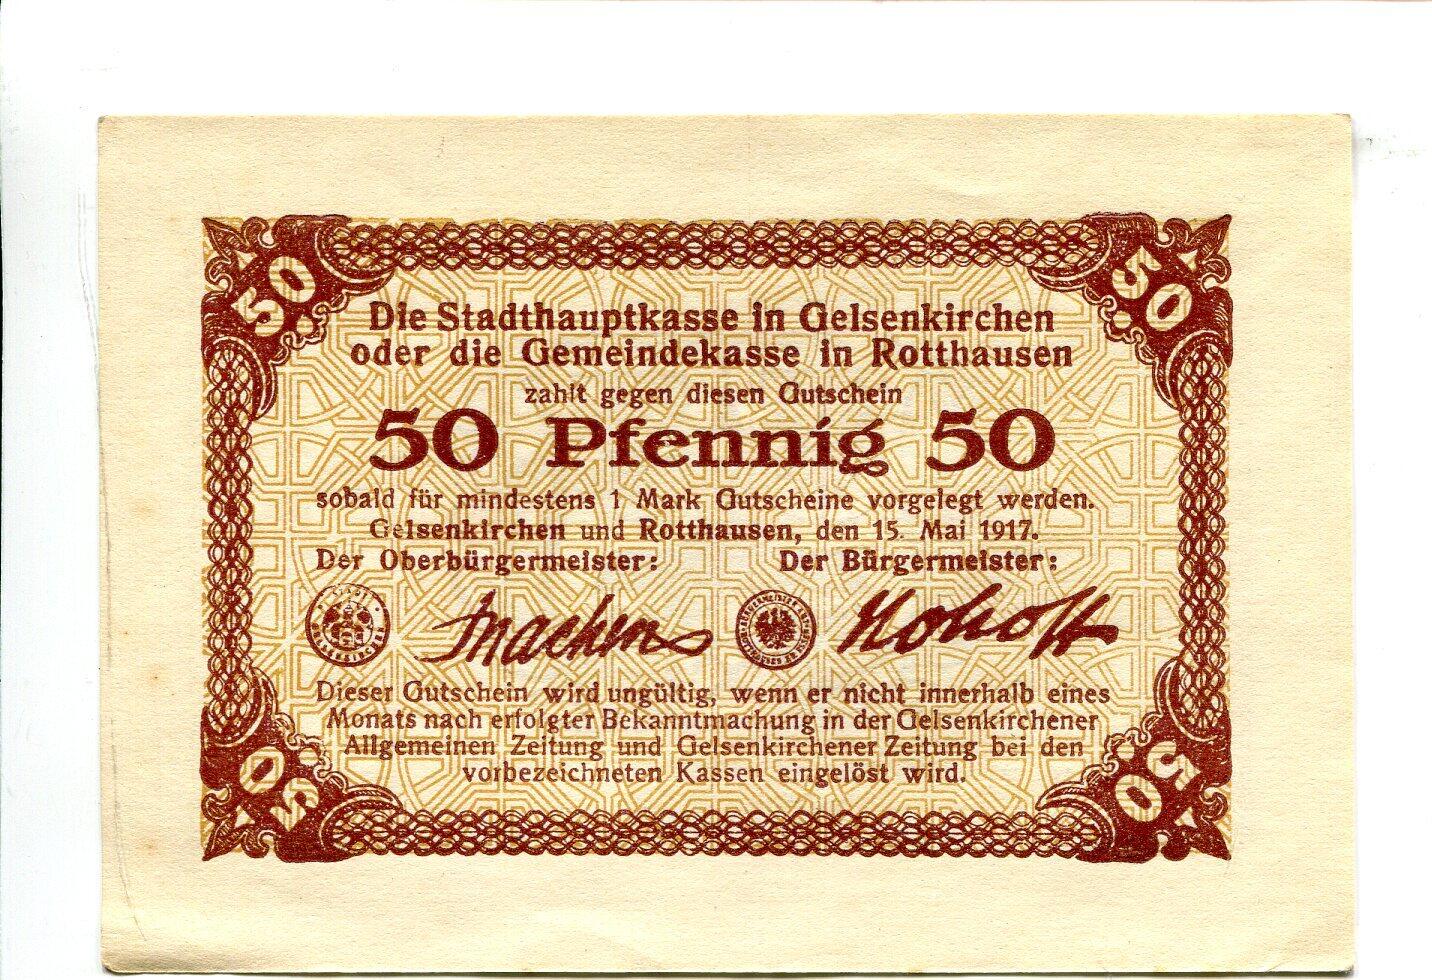 50 50
Die Stadthauptkasse in Gelsenkirchen
oder die Gemeindekasse in Rotthausen
zahlt gegen diesen Gutschein
50 Pfennig 50
sobald für mindestens 1 Mark Gutscheine vorgelegt werden.
Gelsenkirchen und Rotthausen, den 15. Mai 1917.
Der Oberbürgermeister: Der Bürgermeister:
Dieser Gutschein wird ungültig, wenn er nicht innerhalb eines
Monats nach erfolgter Bekanntmachung in der Gelsenkirchener
Allgemeinen Zeitung und Gelsenkirchener Zeitung bei den
vorbezeichneten Kassen eingelöst wird.
50 50